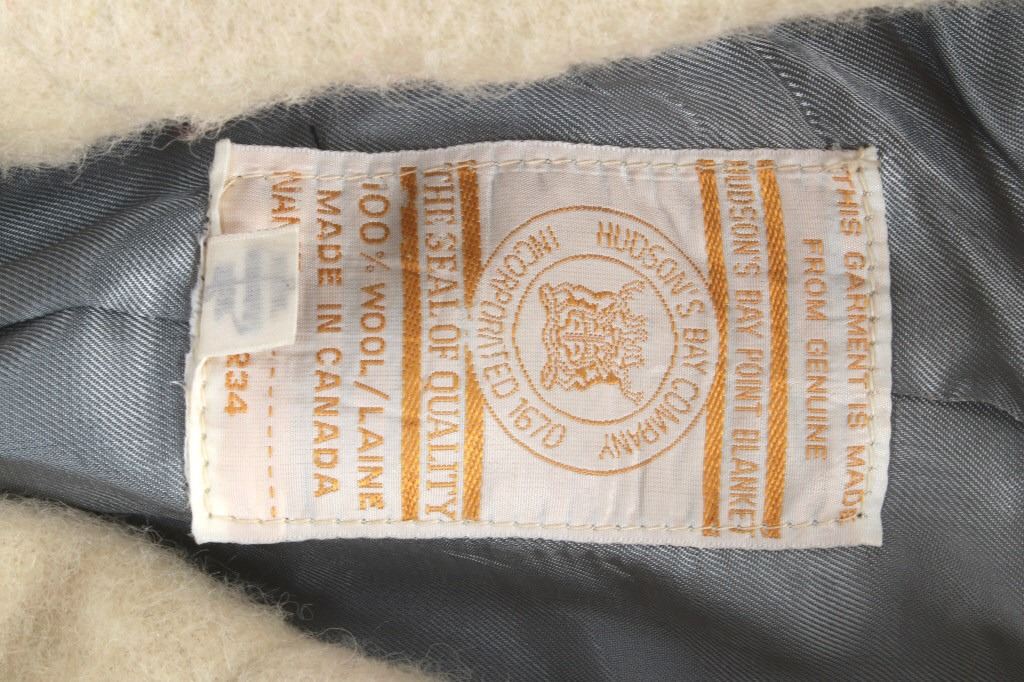 THIS GARMENT IS MADE
FROM GENUINE
HUDSON'S BAY POINT BLANKET
HUDSON'S BAY COMPANY
INCORPORATED 1670
THE SEAL OF QUALITY
100% WOOL/LAINE
MADE IN CANADA
234